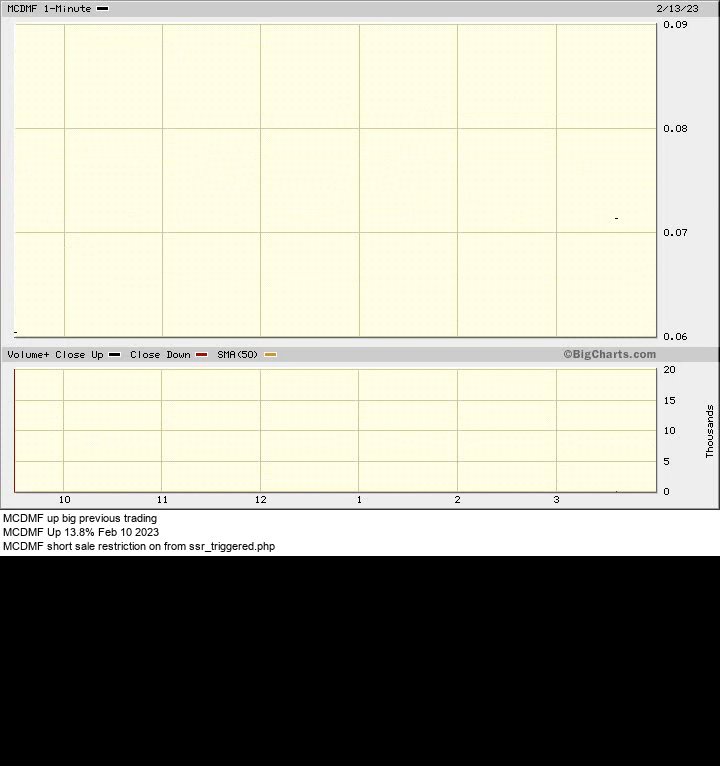 MCDMF 1-Minute 2/13/23
0.09
0.08
0.07
0.06
Volume+ Close Up Close Down SMA(50) ©BigCharts.com
20
15
10
5
0
Thousands
10 11 12 1 2 3
MCDMF up big previous trading
MCDMF Up 13.8% Feb 10 2023
MCDMF short sale restriction on from ssr_triggered.php